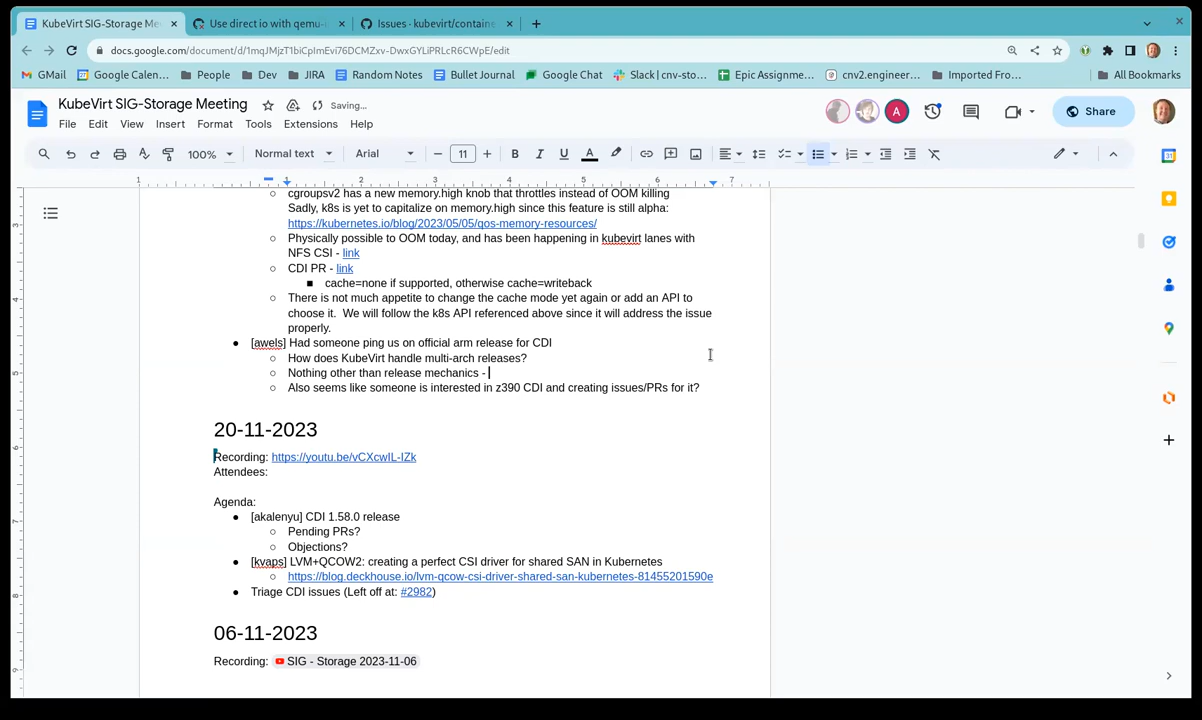 KubeVirt SIG-Storage Me
Use direct io with qemu-i
Issues · kubevirt/containe
docs.google.com/document/d/1mqJMjzT1biCpImEvi76DCMZxv-DwxGYLiPRLcR6CWpE/edit
GMail
Google Calen...
People
Dev
JIRA
Random Notes
Bullet Journal
Google Chat
Slack | cnv-sto...
Epic Assignme...
cnv2.engineer...
Imported Fro...
All Bookmarks
KubeVirt SIG-Storage Meeting
Saving...
File Edit View Insert Format Tools Extensions Help
A
Share
100%
Normal text
Arial
11
1 1 2 3 4 5 6 7
cgroupsv2 has a new memory.high knob that throttles instead of OOM killing
Sadly, k8s is yet to capitalize on memory.high since this feature is still alpha:
https://kubernetes.io/blog/2023/05/05/qos-memory-resources/
Physically possible to OOM today, and has been happening in kubevirt lanes with
NFS CSI - link
CDI PR - link
cache=none if supported, otherwise cache=writeback
There is not much appetite to change the cache mode yet again or add an API to
choose it. We will follow the k8s API referenced above since it will address the issue
properly.
[awels] Had someone ping us on official arm release for CDI
How does KubeVirt handle multi-arch releases?
Nothing other than release mechanics -
Also seems like someone is interested in z390 CDI and creating issues/PRs for it?
20-11-2023
Recording: https://youtu.be/vCXcwIL-IZk
Attendees:
Agenda:
[akalenyu] CDI 1.58.0 release
Pending PRs?
Objections?
[kvaps] LVM+QCOW2: creating a perfect CSI driver for shared SAN in Kubernetes
https://blog.deckhouse.io/lvm-qcow-csi-driver-shared-san-kubernetes-81455201590e
Triage CDI issues (Left off at: #2982)
06-11-2023
Recording: SIG - Storage 2023-11-06